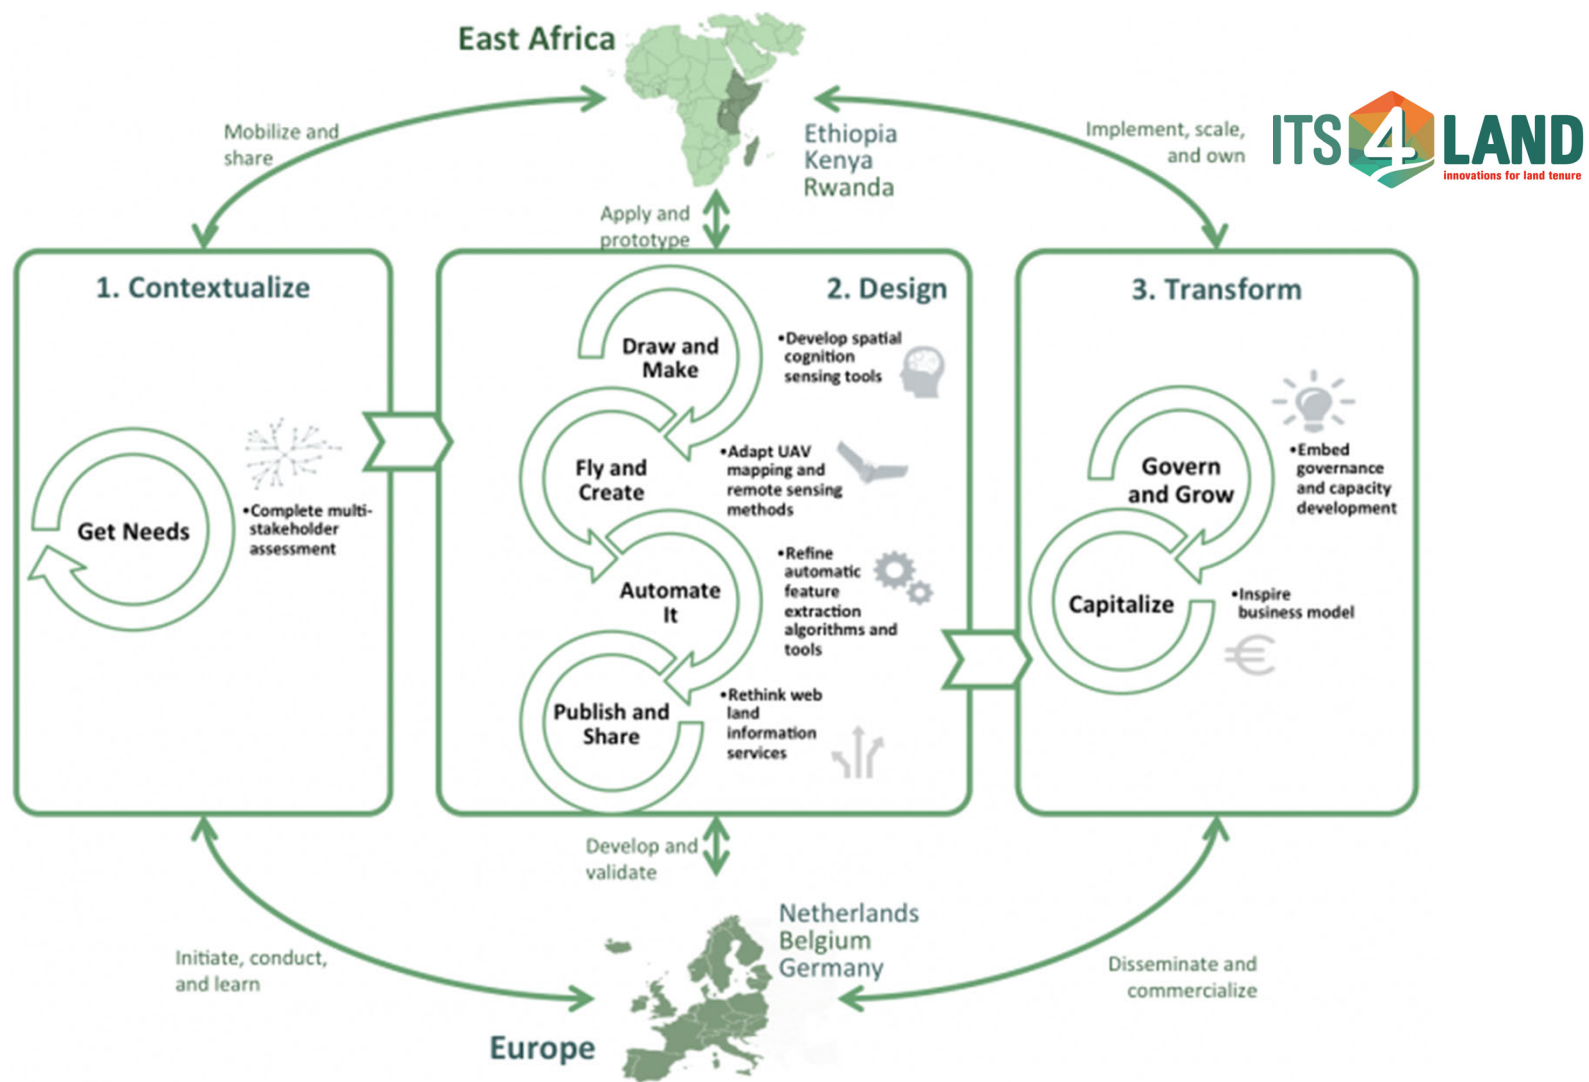 East Africa
Ethiopia
Kenya
Rwanda
Mobilize and
share
Apply and
prototype
Implement, scale,
and own
ITS4LAND
innovations for land tenure
1. Contextualize
Get Needs
•Complete multi-
stakeholder
assessment
2. Design
Draw and
Make
•Develop spatial
cognition
sensing tools
Fly and
Create
•Adapt UAV
mapping and
remote sensing
methods
Automate
It
•Refine
automatic
feature
extraction
algorithms and
tools
Publish and
Share
•Rethink web
land
information
services
3. Transform
Govern
and Grow
•Embed
governance
and capacity
development
Capitalize
•Inspire
business model
€
Initiate, conduct,
and learn
Develop and
validate
Disseminate and
commercialize
Netherlands
Belgium
Germany
Europe